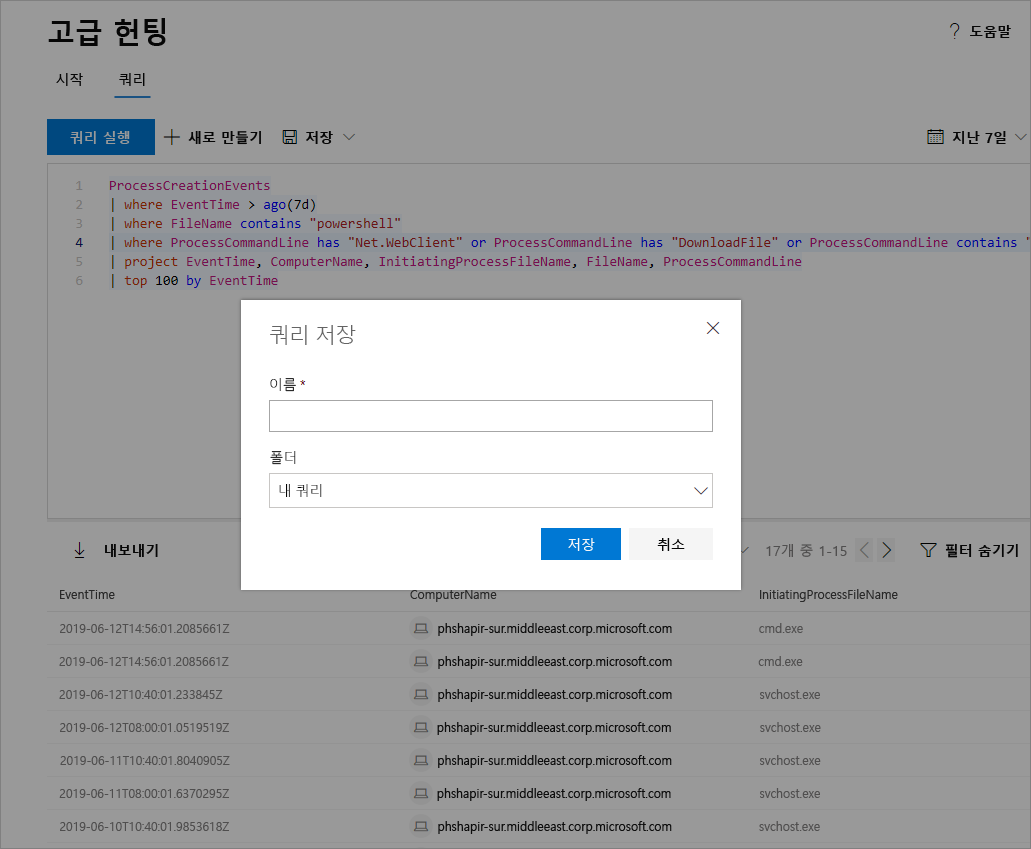 고급 헌팅
? 도움말
시작 쿼리
쿼리 실행 새로 만들기 저장 지난 7일
1 ProcessCreationEvents
2 | where EventTime > ago(7d)
3 | where FileName contains "powershell"
4 | where ProcessCommandLine has "Net.WebClient" or ProcessCommandLine has "DownloadFile" or ProcessCommandLine contains "
5 | project EventTime, ComputerName, InitiatingProcessFileName, FileName, ProcessCommandLine
6 | top 100 by EventTime
쿼리 저장
이름 *
폴더
내 쿼리
저장 취소
내보내기 17개 중 1-15 필터 숨기기
EventTime ComputerName InitiatingProcessFileName
2019-06-12T14:56:01.2085661Z phshapir-sur.middleeast.corp.microsoft.com cmd.exe
2019-06-12T14:56:01.2085661Z phshapir-sur.middleeast.corp.microsoft.com cmd.exe
2019-06-12T10:40:01.233845Z phshapir-sur.middleeast.corp.microsoft.com svchost.exe
2019-06-12T08:00:01.0519519Z phshapir-sur.middleeast.corp.microsoft.com svchost.exe
2019-06-11T10:40:01.8040905Z phshapir-sur.middleeast.corp.microsoft.com svchost.exe
2019-06-11T08:00:01.6370295Z phshapir-sur.middleeast.corp.microsoft.com svchost.exe
2019-06-10T10:40:01.9853618Z phshapir-sur.middleeast.corp.microsoft.com svchost.exe